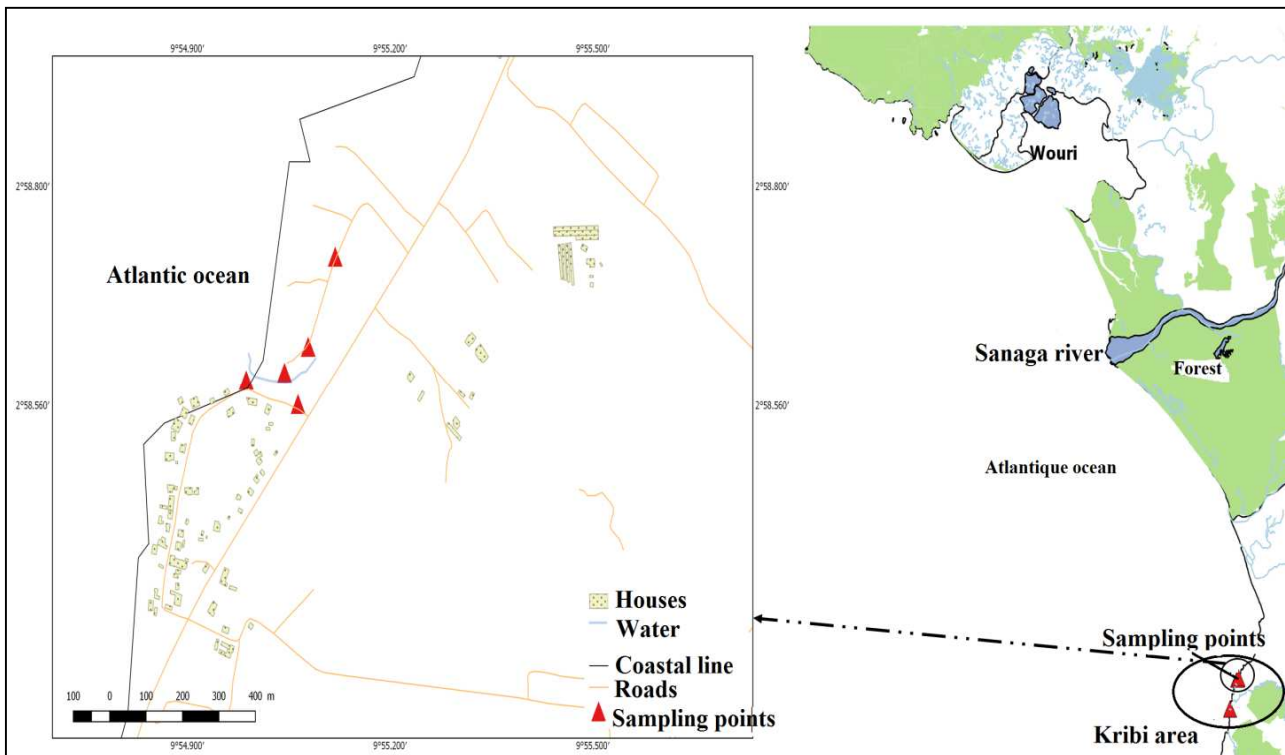 9°54.900' 9°55.200' 9°55.500'
2°58.800' 2°58.800'
Atlantic ocean
2°58.560' 2°58.560'
Houses
Water
Coastal line
Roads
Sampling points
100 0 100 200 300 400 m
9°54.900' 9°55.200' 9°55.500'
Wouri
Sanaga river
Forest
Atlantique ocean
Sampling points
Kribi area